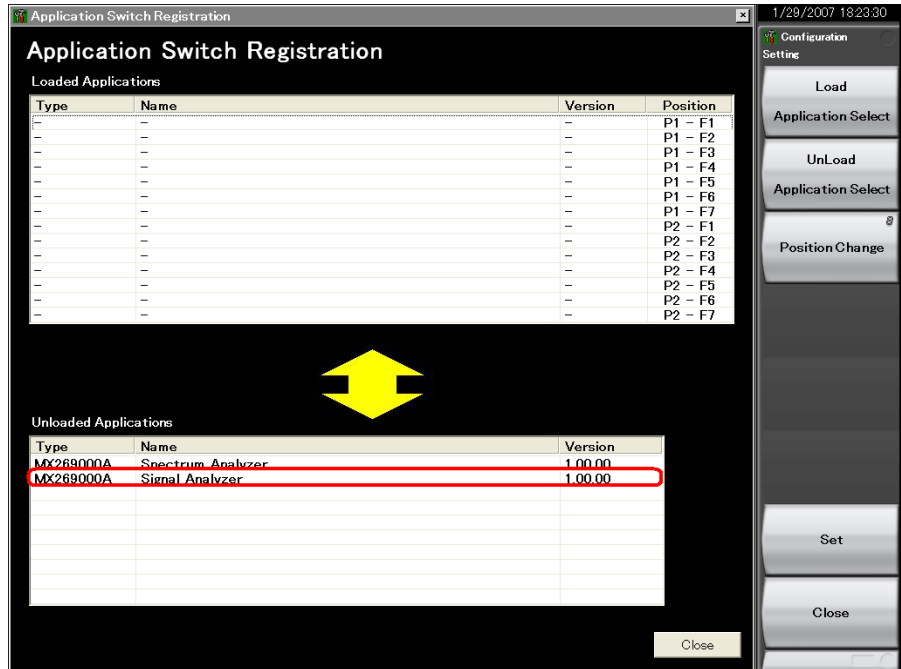 Application Switch Registration
1/29/2007 18:23:30
Application Switch Registration
Loaded Applications
Type Name Version Position
- - - P1 - F1
- - - P1 - F2
- - - P1 - F3
- - - P1 - F4
- - - P1 - F5
- - - P1 - F6
- - - P1 - F7
- - - P2 - F1
- - - P2 - F2
- - - P2 - F3
- - - P2 - F4
- - - P2 - F5
- - - P2 - F6
- - - P2 - F7
Unloaded Applications
Type Name Version
MX269000A Spectrum Analyzer 1.00.00
MX269000A Signal Analyzer 1.00.00
Close
Configuration
Setting
Load
Application Select
UnLoad
Application Select
8
Position Change
Set
Close